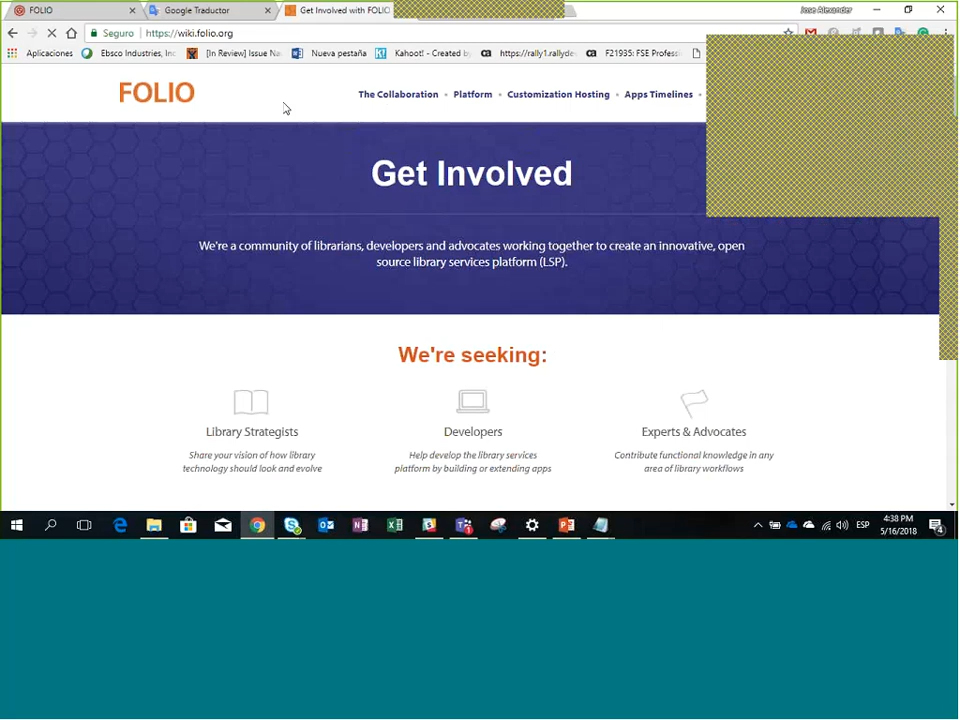 FOLIO
Google Traductor
Get Involved with FOLIO
Jose Alexander
Seguro
https://wiki.folio.org
Aplicaciones
Ebsco Industries, Inc
[In Review] Issue Na
Nueva pestaña
Kahoot! - Created by
https://rally1.rallyde
F21935: FSE Profess
FOLIO
The Collaboration • Platform • Customization Hosting • Apps Timelines •
Get Involved
We're a community of librarians, developers and advocates working together to create an innovative, open
source library services platform (LSP).
We're seeking:
Library Strategists
Share your vision of how library
technology should look and evolve
Developers
Help develop the library services
platform by building or extending apps
Experts & Advocates
Contribute functional knowledge in any
area of library workflows
ESP
4:38 PM
5/16/2018
4